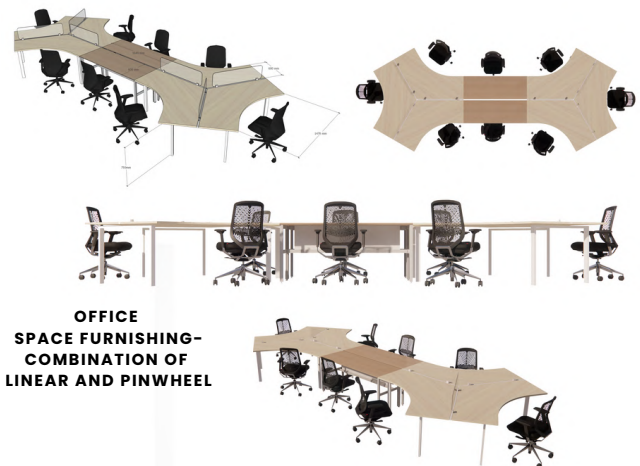 OFFICE
SPACE FURNISHING-
COMBINATION OF
LINEAR AND PINWHEEL